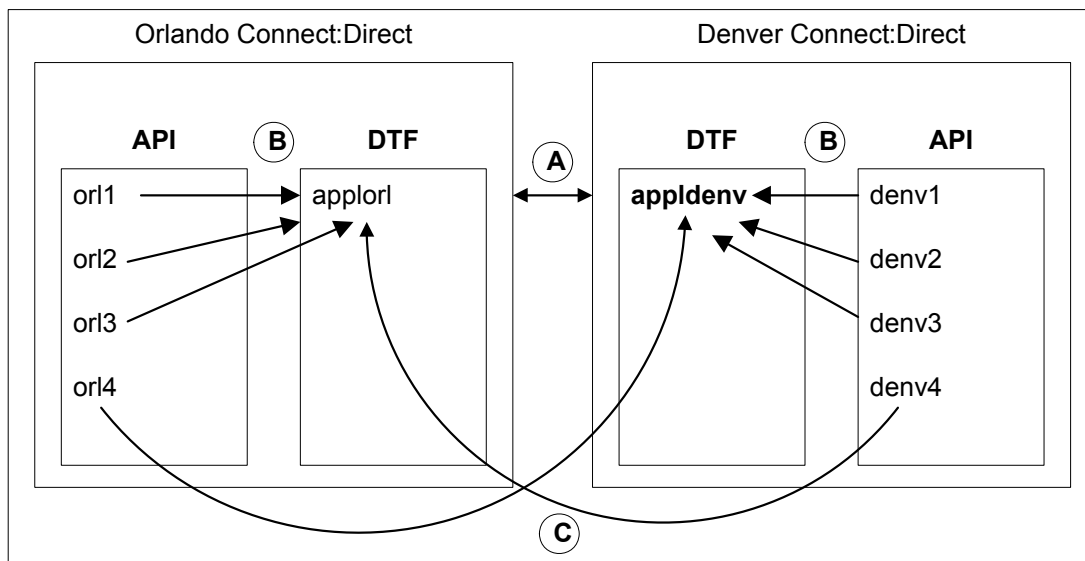 Orlando Connect:Direct
Denver Connect:Direct
API
B
DTF
A
DTF
B
API
orl1
applorl
appldenv
denv1
orl2
denv2
orl3
denv3
orl4
denv4
C